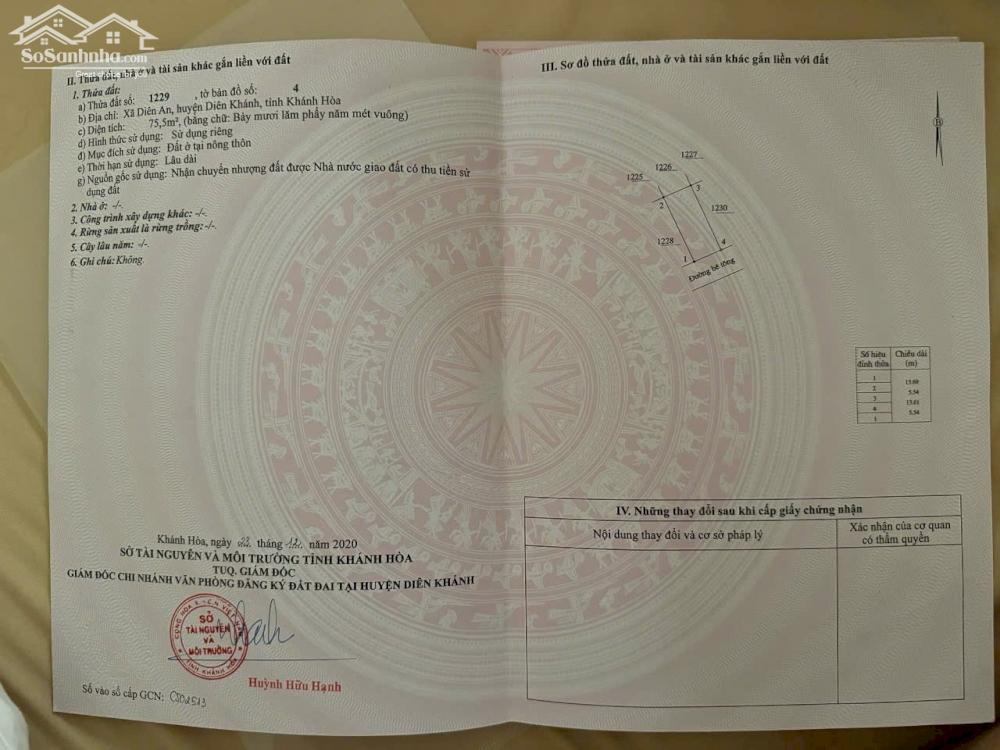 SoSanhnha.com
II. Thửa đất, nhà ở và tài sản khác gắn liền với đất
1. Thửa đất:
a) Thửa đất số: 1229 , tờ bản đồ số: 4
b) Địa chỉ: Xã Diên An, huyện Diên Khánh, tỉnh Khánh Hòa
c) Diện tích: 75,5m², (bằng chữ: Bảy mươi lăm phẩy năm mét vuông)
d) Hình thức sử dụng: Sử dụng riêng
đ) Mục đích sử dụng: Đất ở tại nông thôn
e) Thời hạn sử dụng: Lâu dài
g) Nguồn gốc sử dụng: Nhận chuyển nhượng đất được Nhà nước giao đất có thu tiền sử
dụng đất
2. Nhà ở: -/-.
3. Công trình xây dựng khác: -/-.
4. Rừng sản xuất là rừng trồng: -/-.
5. Cây lâu năm: -/-.
6. Ghi chú: Không.
Khánh Hòa, ngày 22 tháng 12 năm 2020
SỞ TÀI NGUYÊN VÀ MÔI TRƯỜNG TỈNH KHÁNH HÒA
TUQ. GIÁM ĐỐC
GIÁM ĐỐC CHI NHÁNH VĂN PHÒNG ĐĂNG KÝ ĐẤT ĐAI TẠI HUYỆN DIÊN KHÁNH
SỞ
TÀI NGUYÊN
VÀ
MÔI TRƯỜNG
TỈNH KHÁNH HÒA
Huỳnh Hữu Hạnh
Số vào sổ cấp GCN: CS02513
III. Sơ đồ thửa đất, nhà ở và tài sản khác gắn liền với đất
B
1227
1226
1225
3
2
1230
1228
4
1
Đường bê tông
Số hiệu đỉnh thửa Chiều dài (m)
1
13.69
2
5.54
3
13.61
4
5.54
1
IV. Những thay đổi sau khi cấp giấy chứng nhận
Nội dung thay đổi và cơ sở pháp lý
Xác nhận của cơ quan
có thẩm quyền